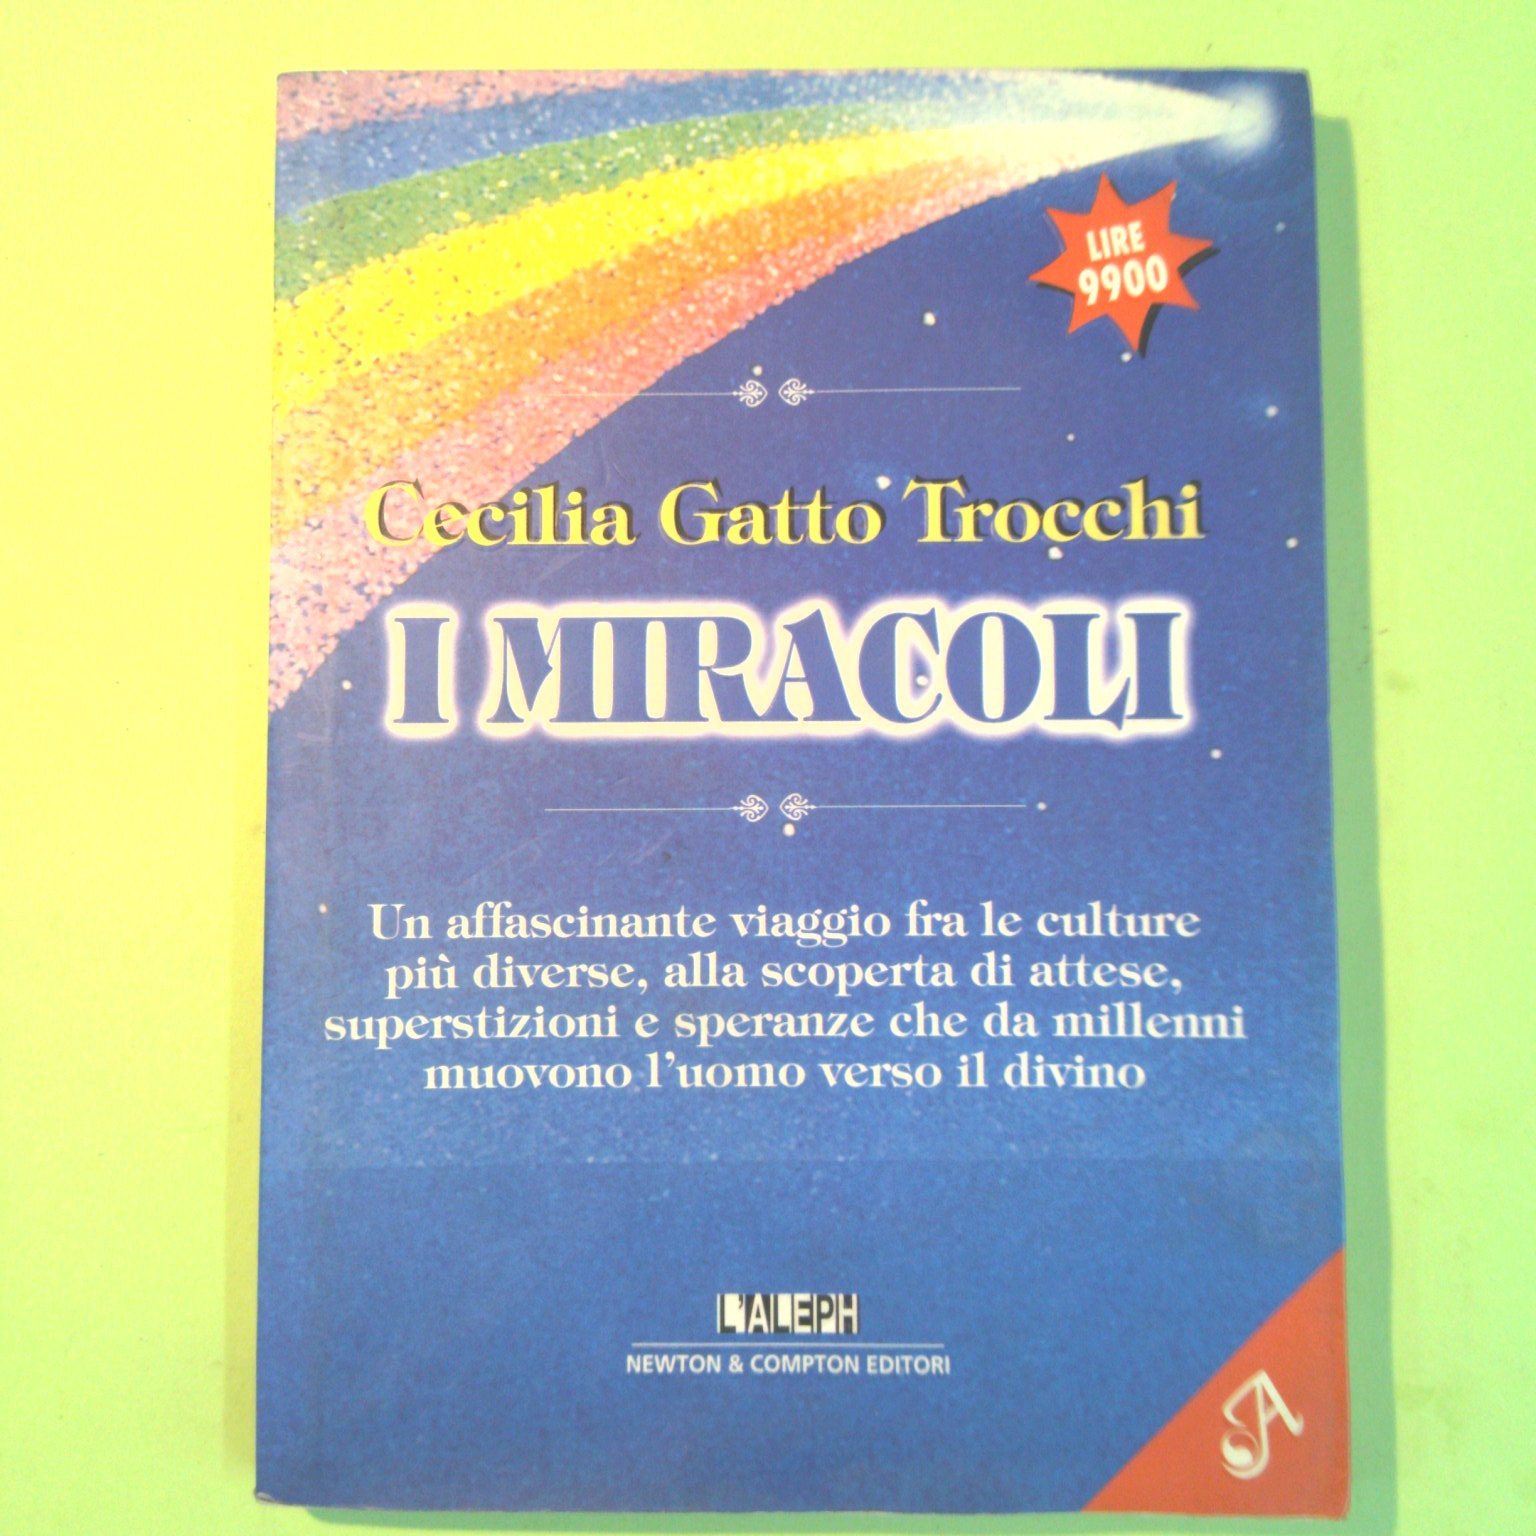 LIRE
9900
Cecilia Gatto Trocchi
I MIRACOLI
Un affascinante viaggio fra le culture
più diverse, alla scoperta di attese,
superstizioni e speranze che da millenni
muovono l'uomo verso il divino
L'ALEPH
NEWTON & COMPTON EDITORI
A